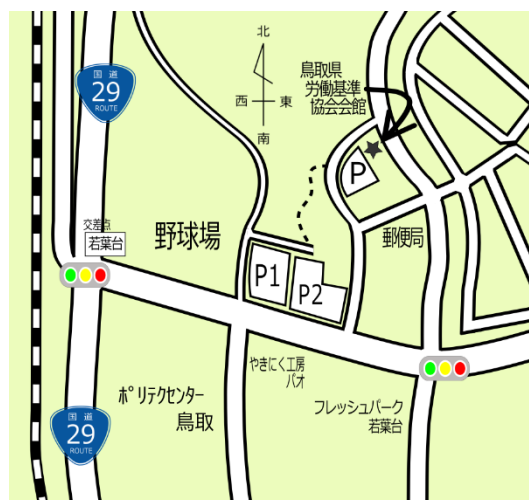 北
西 東
南
国道
29
ROUTE
鳥取県
労働基準
協会会館
P
交差点
若葉台
野球場
郵便局
P1
P2
やきにく工房
パオ
ポリテクセンター
鳥取
フレッシュパーク
若葉台
国道
29
ROUTE